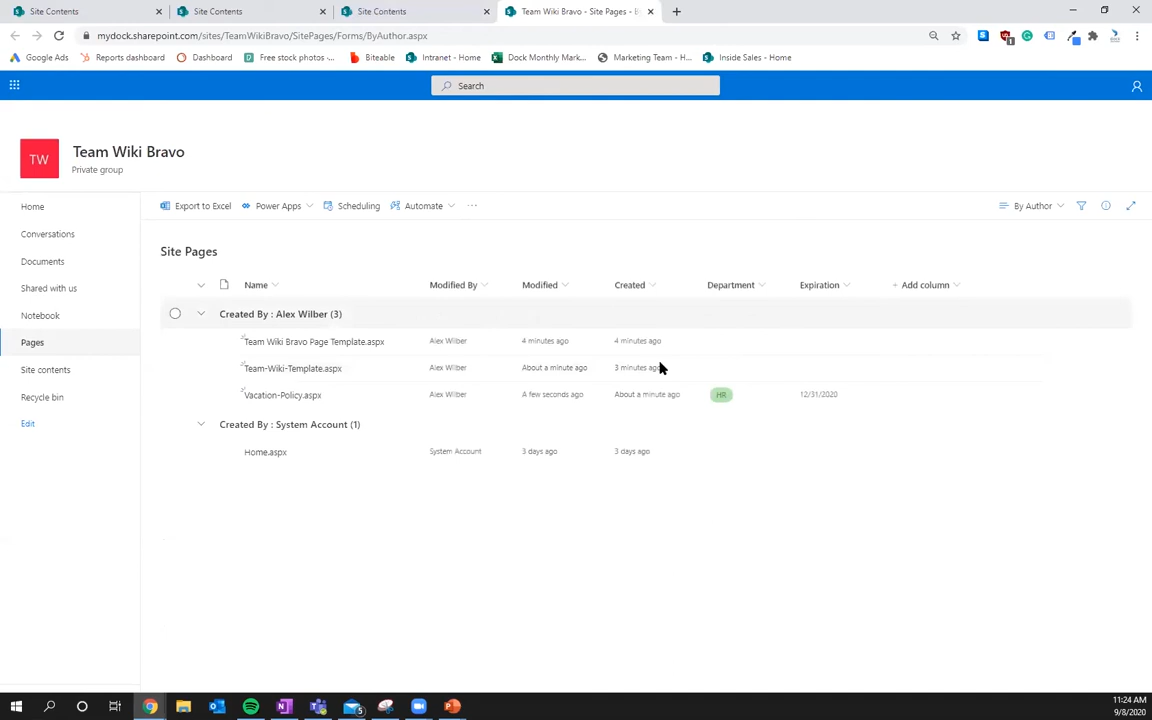 Site Contents
Site Contents
Site Contents
Team Wiki Bravo - Site Pages - B
mydock.sharepoint.com/sites/TeamWikiBravo/SitePages/Forms/ByAuthor.aspx
Google Ads
Reports dashboard
Dashboard
Free stock photos -...
Biteable
Intranet - Home
Dock Monthly Mark...
Marketing Team - H...
Inside Sales - Home
Search
TW
Team Wiki Bravo
Private group
Home
Conversations
Documents
Shared with us
Notebook
Pages
Site contents
Recycle bin
Edit
Export to Excel
Power Apps
Scheduling
Automate
...
By Author
Site Pages
Name
Modified By
Modified
Created
Department
Expiration
+ Add column
Created By : Alex Wilber (3)
Team Wiki Bravo Page Template.aspx
Alex Wilber
4 minutes ago
4 minutes ago
Team-Wiki-Template.aspx
Alex Wilber
About a minute ago
3 minutes ago
Vacation-Policy.aspx
Alex Wilber
A few seconds ago
About a minute ago
HR
12/31/2020
Created By : System Account (1)
Home.aspx
System Account
3 days ago
3 days ago
11:24 AM
9/8/2020